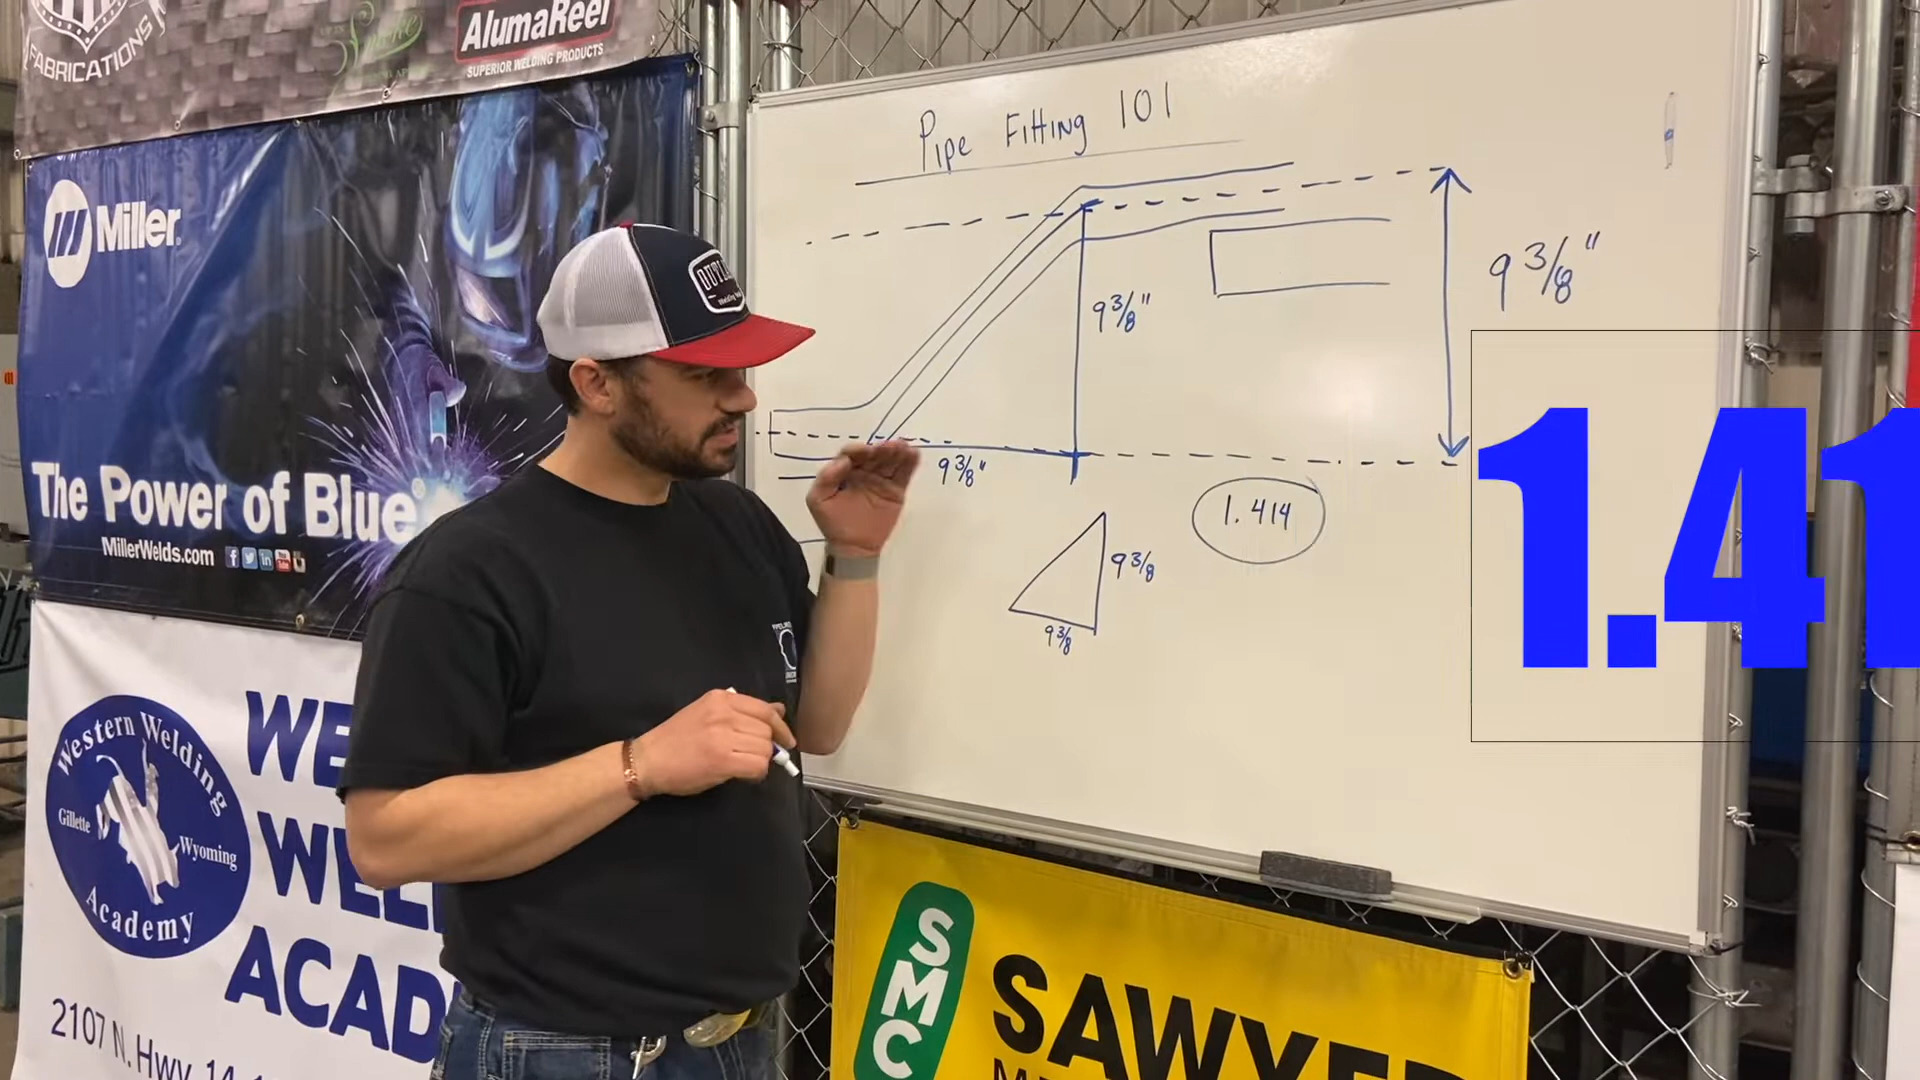 FABRICATIONS
AlumaReel
SUPERIOR WELDING PRODUCTS
Miller
The Power of Blue
MillerWelds.com
Western Welding
Gillette
Wyoming
Academy
WE
WEL
ACAD
2107 N. Hwy 14
Pipe Fitting 101
9 3/8"
9 3/8"
9 3/8"
1.414
9 3/8
9 3/8
1.41
SMC
SAWYER